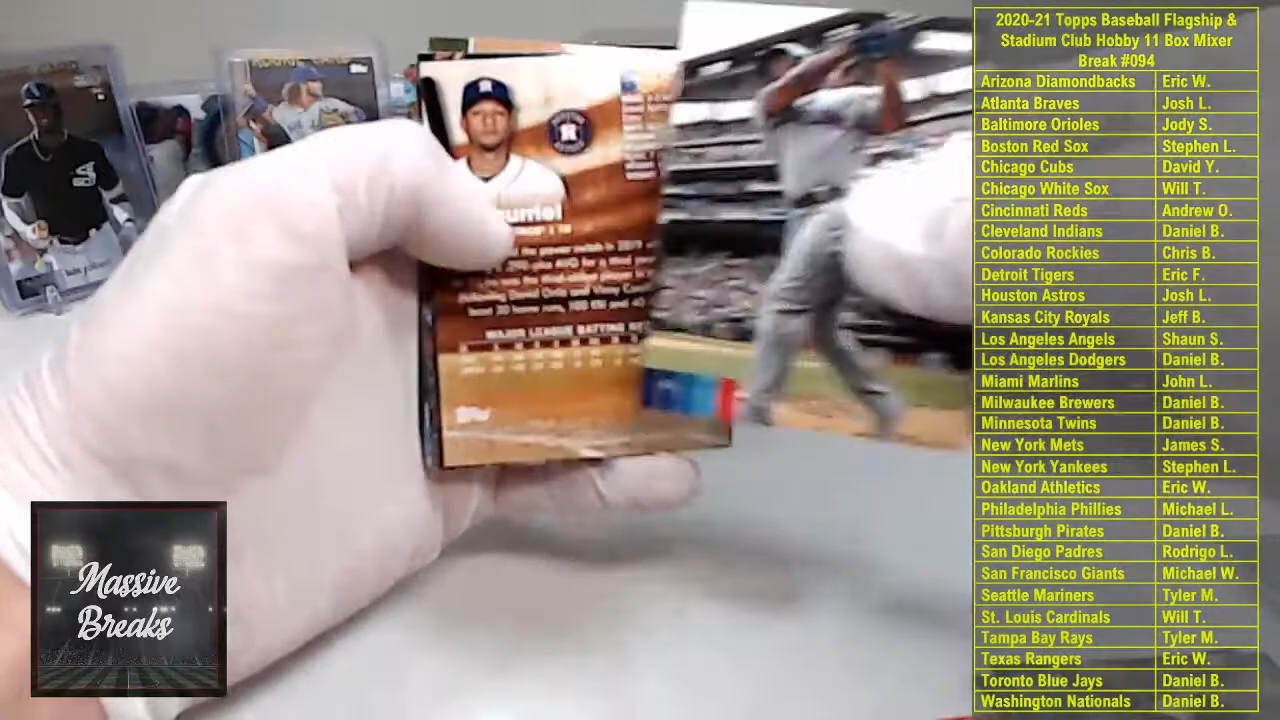 2020-21 Topps Baseball Flagship &
Stadium Club Hobby 11 Box Mixer
Break #094
Arizona Diamondbacks Eric W.
Atlanta Braves Josh L.
Baltimore Orioles Jody S.
Boston Red Sox Stephen L.
Chicago Cubs David Y.
Chicago White Sox Will T.
Cincinnati Reds Andrew O.
Cleveland Indians Daniel B.
Colorado Rockies Chris B.
Detroit Tigers Eric F.
Houston Astros Josh L.
Kansas City Royals Jeff B.
Los Angeles Angels Shaun S.
Los Angeles Dodgers Daniel B.
Miami Marlins John L.
Milwaukee Brewers Daniel B.
Minnesota Twins Daniel B.
New York Mets James S.
New York Yankees Stephen L.
Oakland Athletics Eric W.
Philadelphia Phillies Michael L.
Pittsburgh Pirates Daniel B.
San Diego Padres Rodrigo L.
San Francisco Giants Michael W.
Seattle Mariners Tyler M.
St. Louis Cardinals Will T.
Tampa Bay Rays Tyler M.
Texas Rangers Eric W.
Toronto Blue Jays Daniel B.
Washington Nationals Daniel B.
Massive
Breaks
MAJOR LEAGUE BATTING
Topps